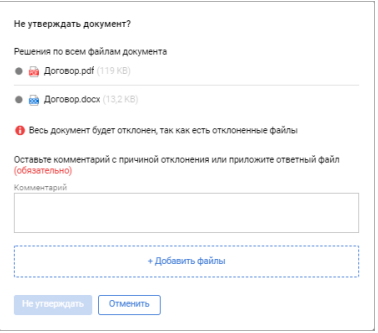 Не утверждать документ?
Решения по всем файлам документа
Договор.pdf (119 KB)
Договор.docx (13,2 KB)
Весь документ будет отклонен, так как есть отклоненные файлы
Оставьте комментарий с причиной отклонения или приложите ответный файл
(обязательно)
Комментарий
+ Добавить файлы
Не утверждать Отменить